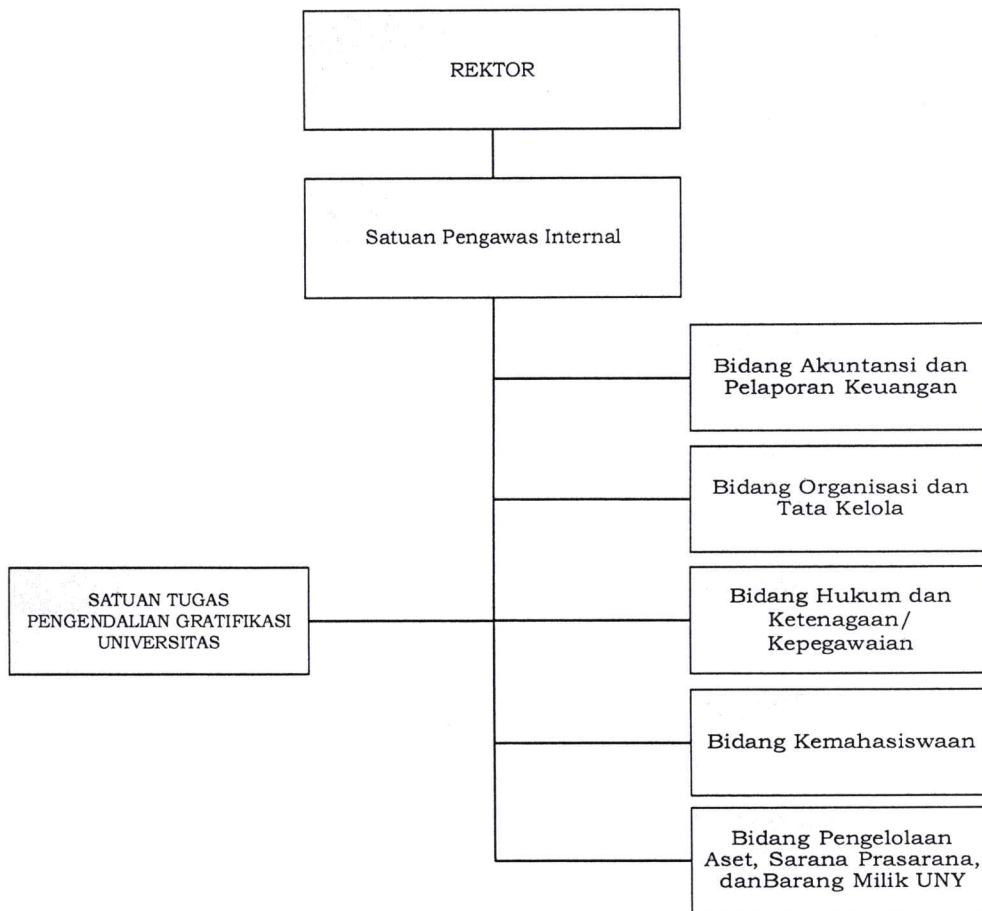 REKTOR
Satuan Pengawas Internal
Bidang Akuntansi dan
Pelaporan Keuangan
Bidang Organisasi dan
Tata Kelola
SATUAN TUGAS
PENGENDALIAN GRATIFIKASI
UNIVERSITAS
Bidang Hukum dan
Ketenagaan/
Kepegawaian
Bidang Kemahasiswaan
Bidang Pengelolaan
Aset, Sarana Prasarana,
danBarang Milik UNY